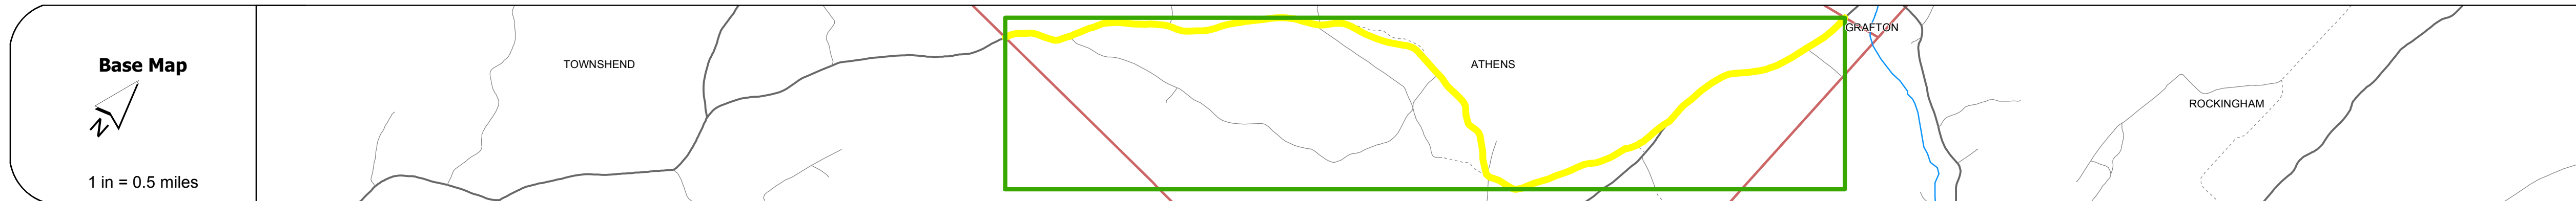 Base Map
N
1 in = 0.5 miles
TOWNSHEND
ATHENS
GRAFTON
ROCKINGHAM